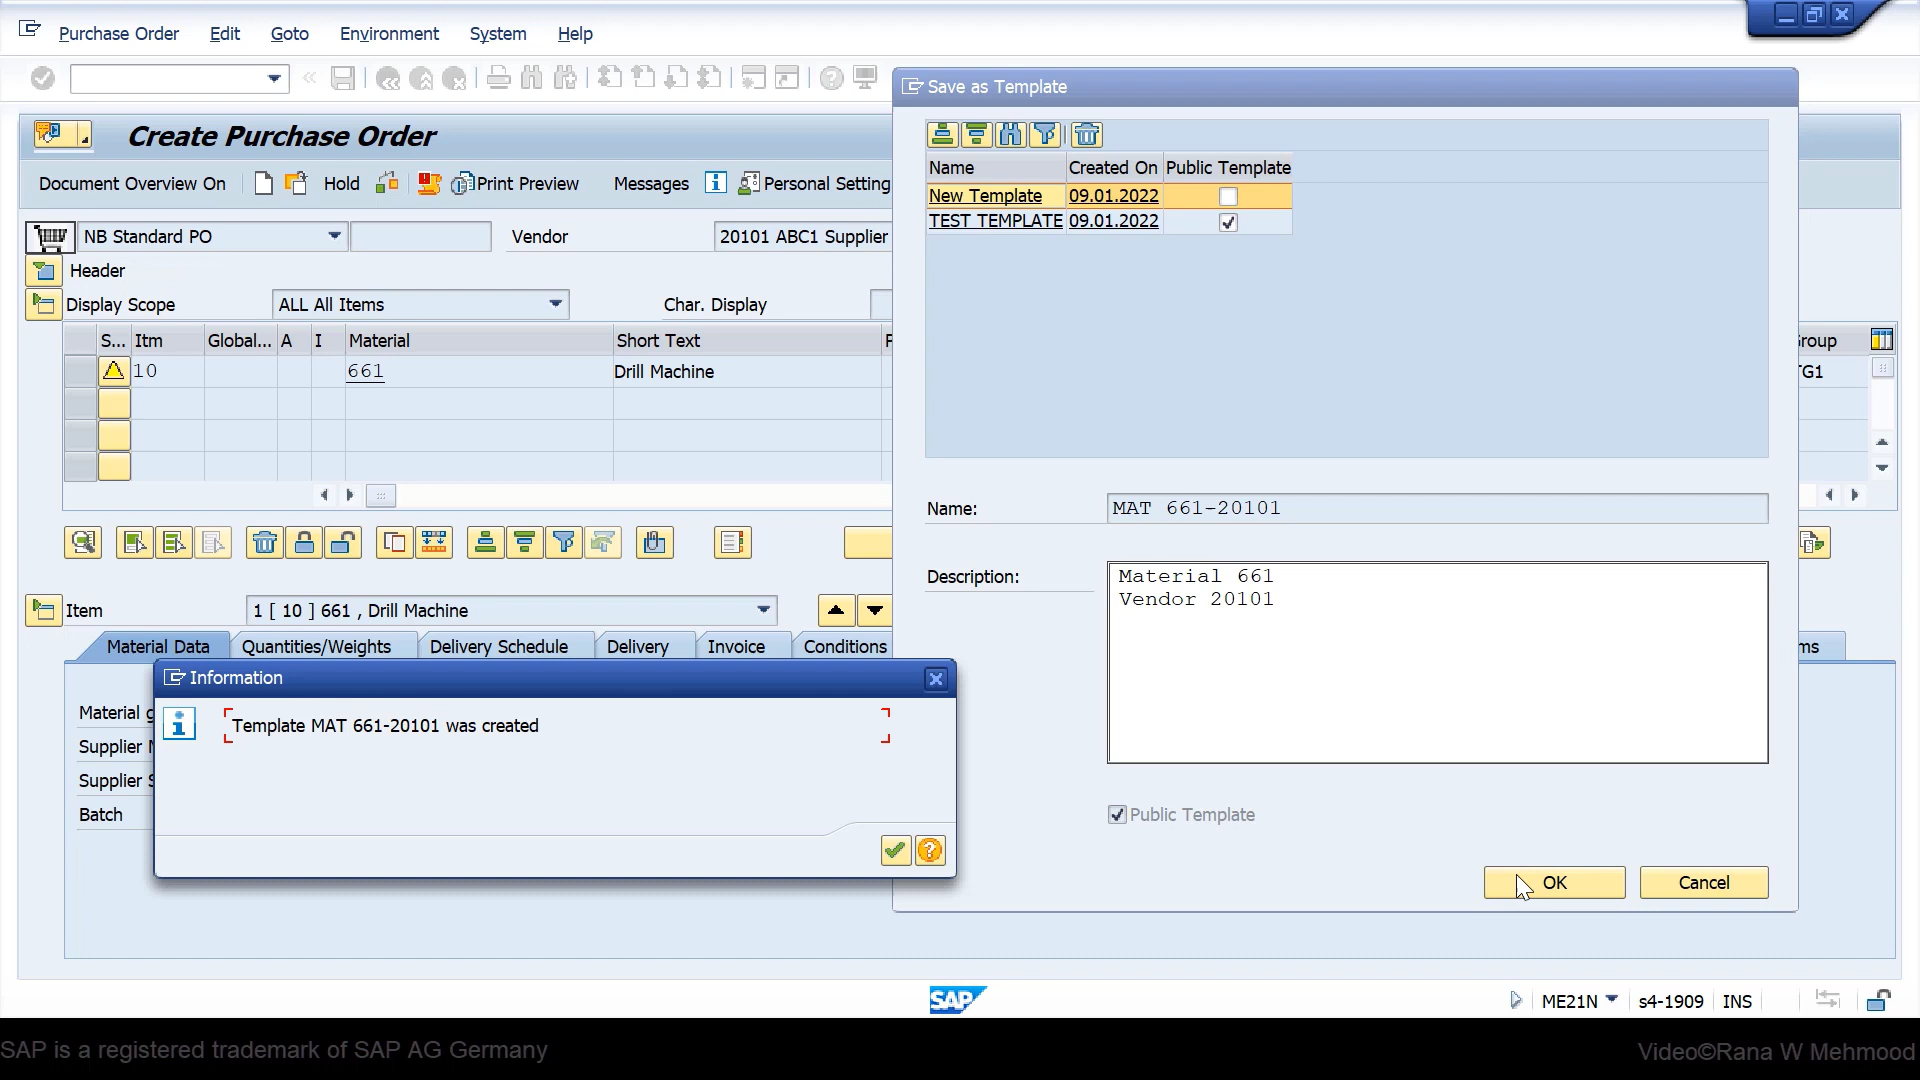 Purchase Order Edit Goto Environment System Help
Create Purchase Order
Document Overview On Hold Print Preview Messages Personal Setting
NB Standard PO Vendor 20101 ABC1 Supplier
Header
Display Scope ALL All Items Char. Display
S... Itm Global... A I Material Short Text
10 661 Drill Machine
Item 1 [ 10 ] 661 , Drill Machine
Material Data Quantities/Weights Delivery Schedule Delivery Invoice Conditions
Material g
Supplier
Supplier
Batch
Information
Template MAT 661-20101 was created
Save as Template
Name Created On Public Template
New Template 09.01.2022
TEST TEMPLATE 09.01.2022
Name: MAT 661-20101
Description: Material 661
Vendor 20101
Public Template
OK Cancel
SAP ME21N s4-1909 INS
SAP is a registered trademark of SAP AG Germany
Video©Rana W Mehmood